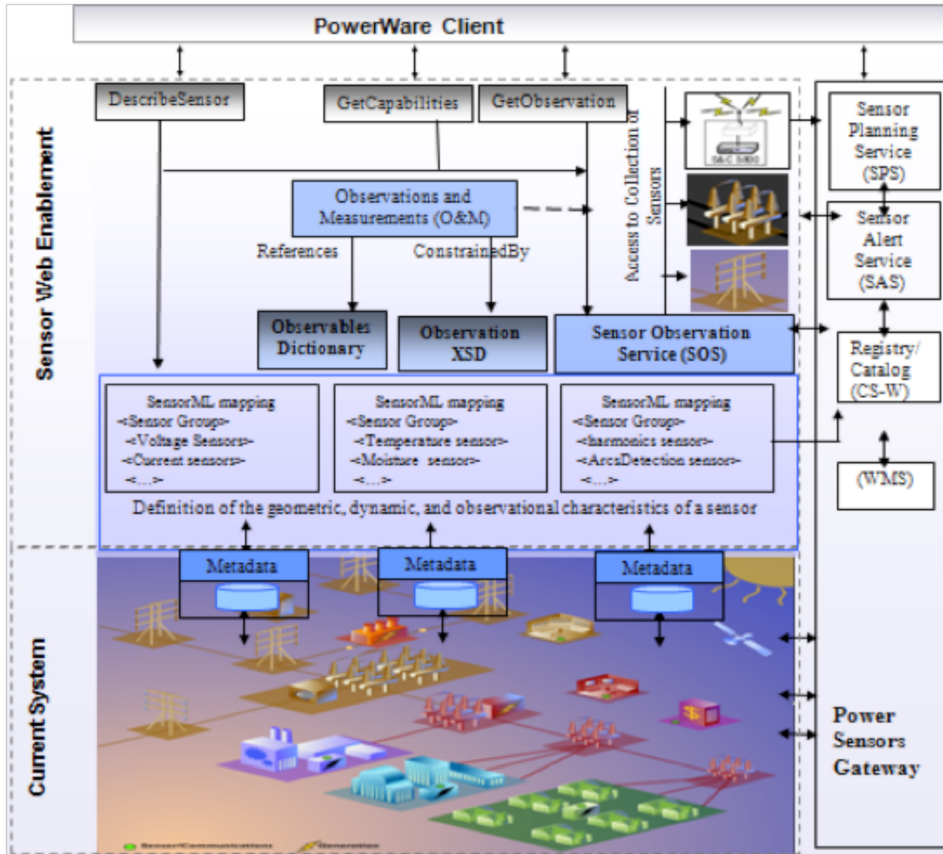 PowerWare Client
DescribeSensor
GetCapabilities
GetObservation
Sensor Web Enablement
Observations and
Measurements (O&M)
References
ConstrainedBy
Observables
Dictionary
Observation
XSD
Sensor Observation
Service (SOS)
Access to Collection of
Sensors
Sensor
Planning
Service
(SPS)
Sensor
Alert
Service
(SAS)
Registry/
Catalog
(CS-W)
(WMS)
SensorML mapping
-<Sensor Group>
-<Voltage Sensors>
-<Current sensors>
-<...>
SensorML mapping
-<Sensor Group>
-<Temperature sensor>
-<Moisture sensor>
-<...>
SensorML mapping
-<Sensor Group>
-<harmonics sensor>
-<ArcsDetection sensor>
-<...>
Definition of the geometric, dynamic, and observational characteristics of a sensor
Metadata
Metadata
Metadata
Current System
Power
Sensors
Gateway
Sensor/Communications
Generation